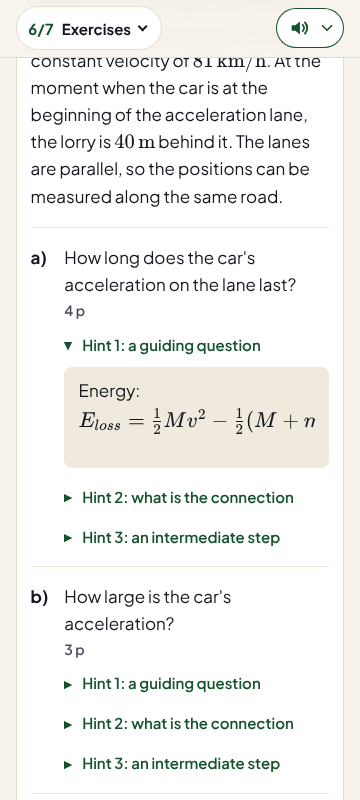 6/7 Exercises
constant velocity of 81 km/h. At the
moment when the car is at the
beginning of the acceleration lane,
the lorry is 40 m behind it. The lanes
are parallel, so the positions can be
measured along the same road.
a) How long does the car's
acceleration on the lane last?
4 p
▼ Hint 1: a guiding question
Energy:
E_loss = ½Mv² − ½(M + n
▶ Hint 2: what is the connection
▶ Hint 3: an intermediate step
b) How large is the car's
acceleration?
3 p
▶ Hint 1: a guiding question
▶ Hint 2: what is the connection
▶ Hint 3: an intermediate step